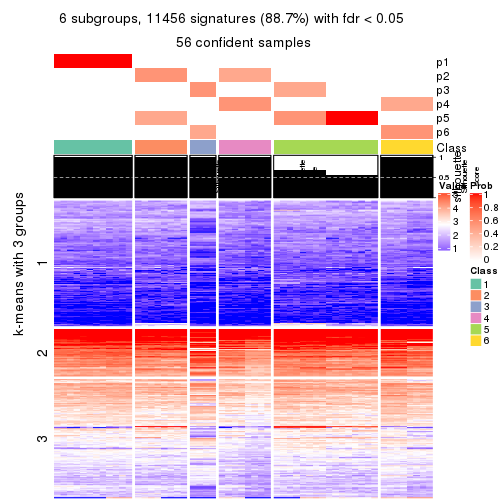 6 subgroups, 11456 signatures (88.7%) with fdr < 0.05
56 confident samples
p1
p2
p3
p4
p5
p6
Class
1
0.5
silhouette
score
k-means with 3 groups
1
2
3
Value
4
3
2
1
Prob
1
0.8
0.6
0.4
0.2
0
Class
1
2
3
4
5
6